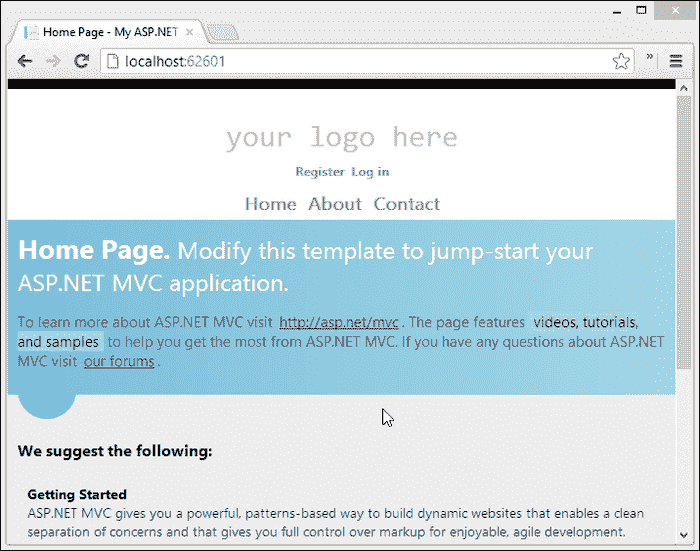 Home Page - My ASP.NET
localhost:62601
your logo here
Register Log in
Home About Contact
Home Page. Modify this template to jump-start your
ASP.NET MVC application.
To learn more about ASP.NET MVC visit http://asp.net/mvc . The page features videos, tutorials,
and samples to help you get the most from ASP.NET MVC. If you have any questions about ASP.NET
MVC visit our forums .
We suggest the following:
Getting Started
ASP.NET MVC gives you a powerful, patterns-based way to build dynamic websites that enables a clean
separation of concerns and that gives you full control over markup for enjoyable, agile development.